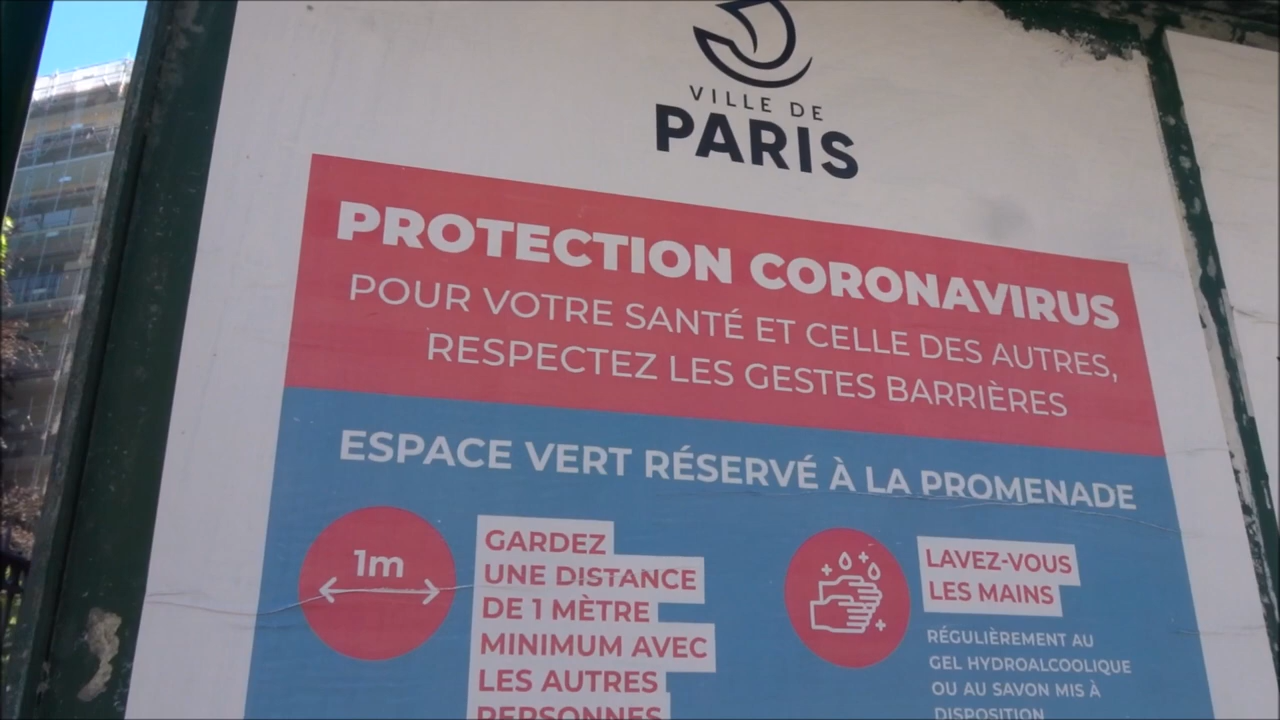 VILLE DE
PARIS
PROTECTION CORONAVIRUS
POUR VOTRE SANTÉ ET CELLE DES AUTRES,
RESPECTEZ LES GESTES BARRIÈRES
ESPACE VERT RÉSERVÉ À LA PROMENADE
1m
GARDEZ
UNE DISTANCE
DE 1 MÈTRE
MINIMUM AVEC
LES AUTRES
PERSONNES
LAVEZ-VOUS
LES MAINS
RÉGULIÈREMENT AU
GEL HYDROALCOOLIQUE
OU AU SAVON MIS À
DISPOSITION